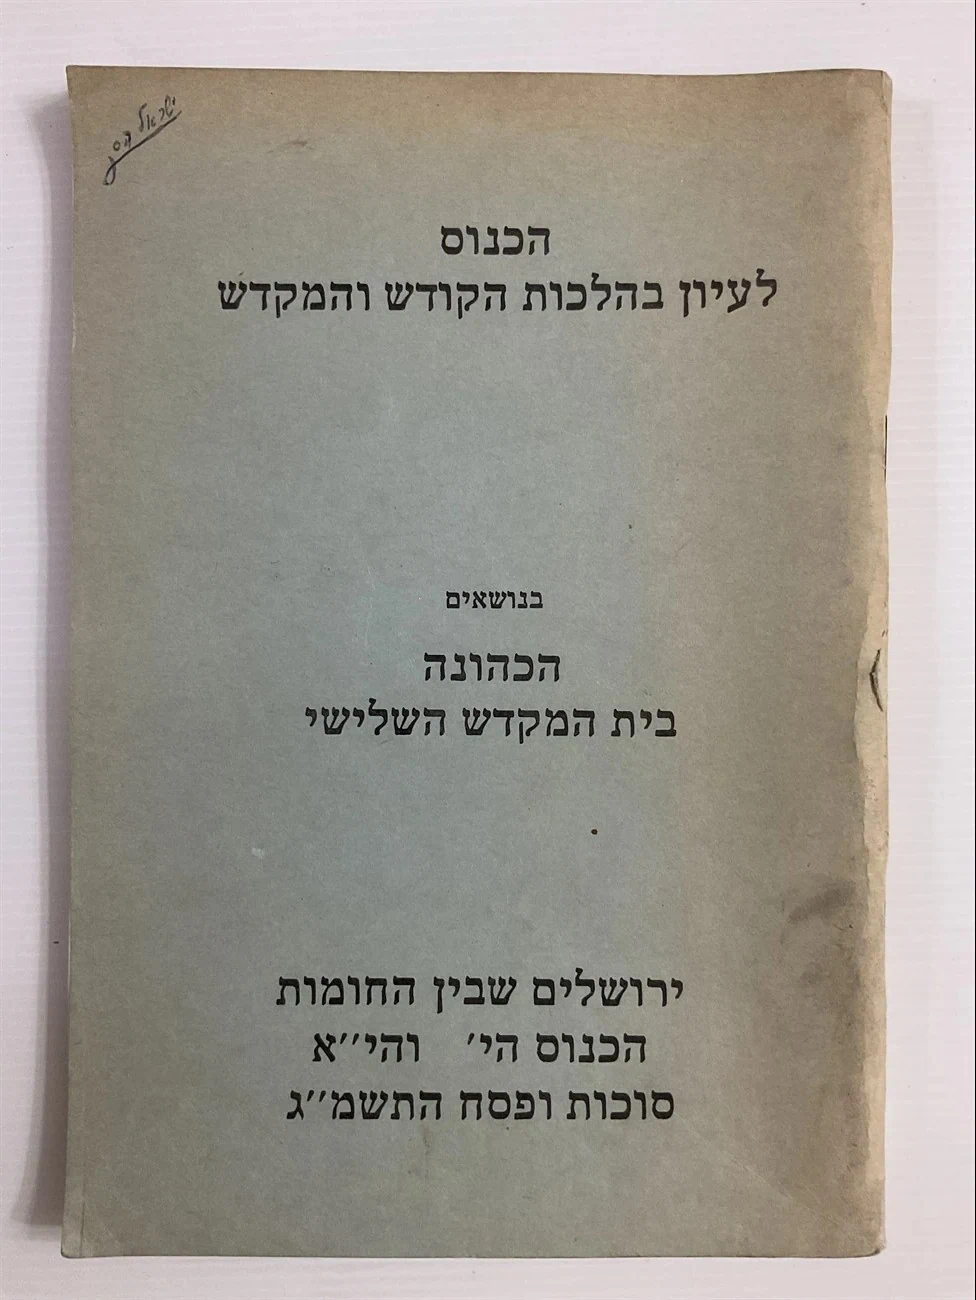 ישראל
הכנוס
לעיון בהלכות הקודש והמקדש
בנושאים
הכהונה
בית המקדש השלישי
ירושלים שבין החומות
הכנוס הי׳ והי׳׳א
סוכות ופסח התשמ׳׳ג